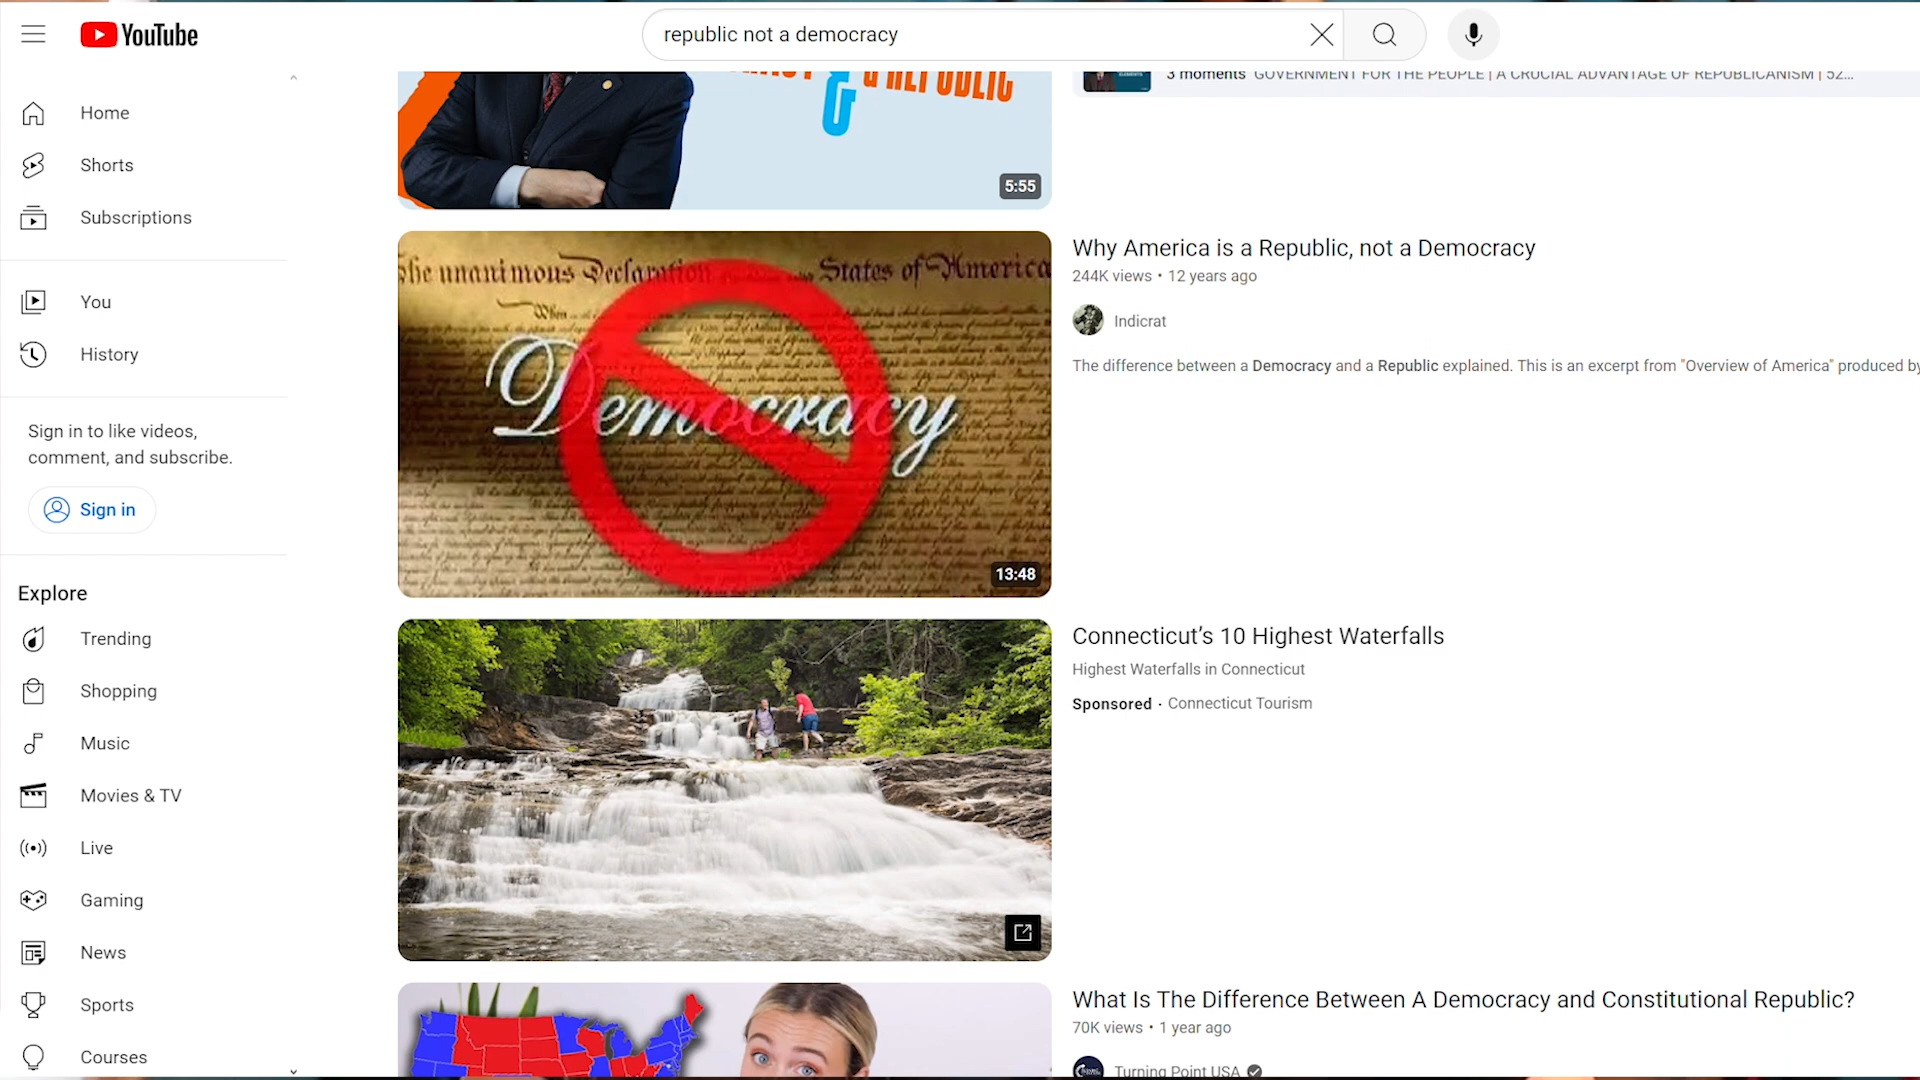 YouTube
republic not a democracy
& A REPUBLIC
3 moments GOVERNMENT FOR THE PEOPLE | A CRUCIAL ADVANTAGE OF REPUBLICANISM | 52...
Home
Shorts
Subscriptions
5:55
Why America is a Republic, not a Democracy
244K views • 12 years ago
Indicrat
The difference between a Democracy and a Republic explained. This is an excerpt from "Overview of America" produced by
the unanimous Declaration States of America
When
Democracy
13:48
You
History
Sign in to like videos,
comment, and subscribe.
Sign in
Explore
Trending
Shopping
Music
Movies & TV
Live
Gaming
News
Sports
Courses
Connecticut’s 10 Highest Waterfalls
Highest Waterfalls in Connecticut
Sponsored · Connecticut Tourism
What Is The Difference Between A Democracy and Constitutional Republic?
70K views • 1 year ago
Turning Point USA